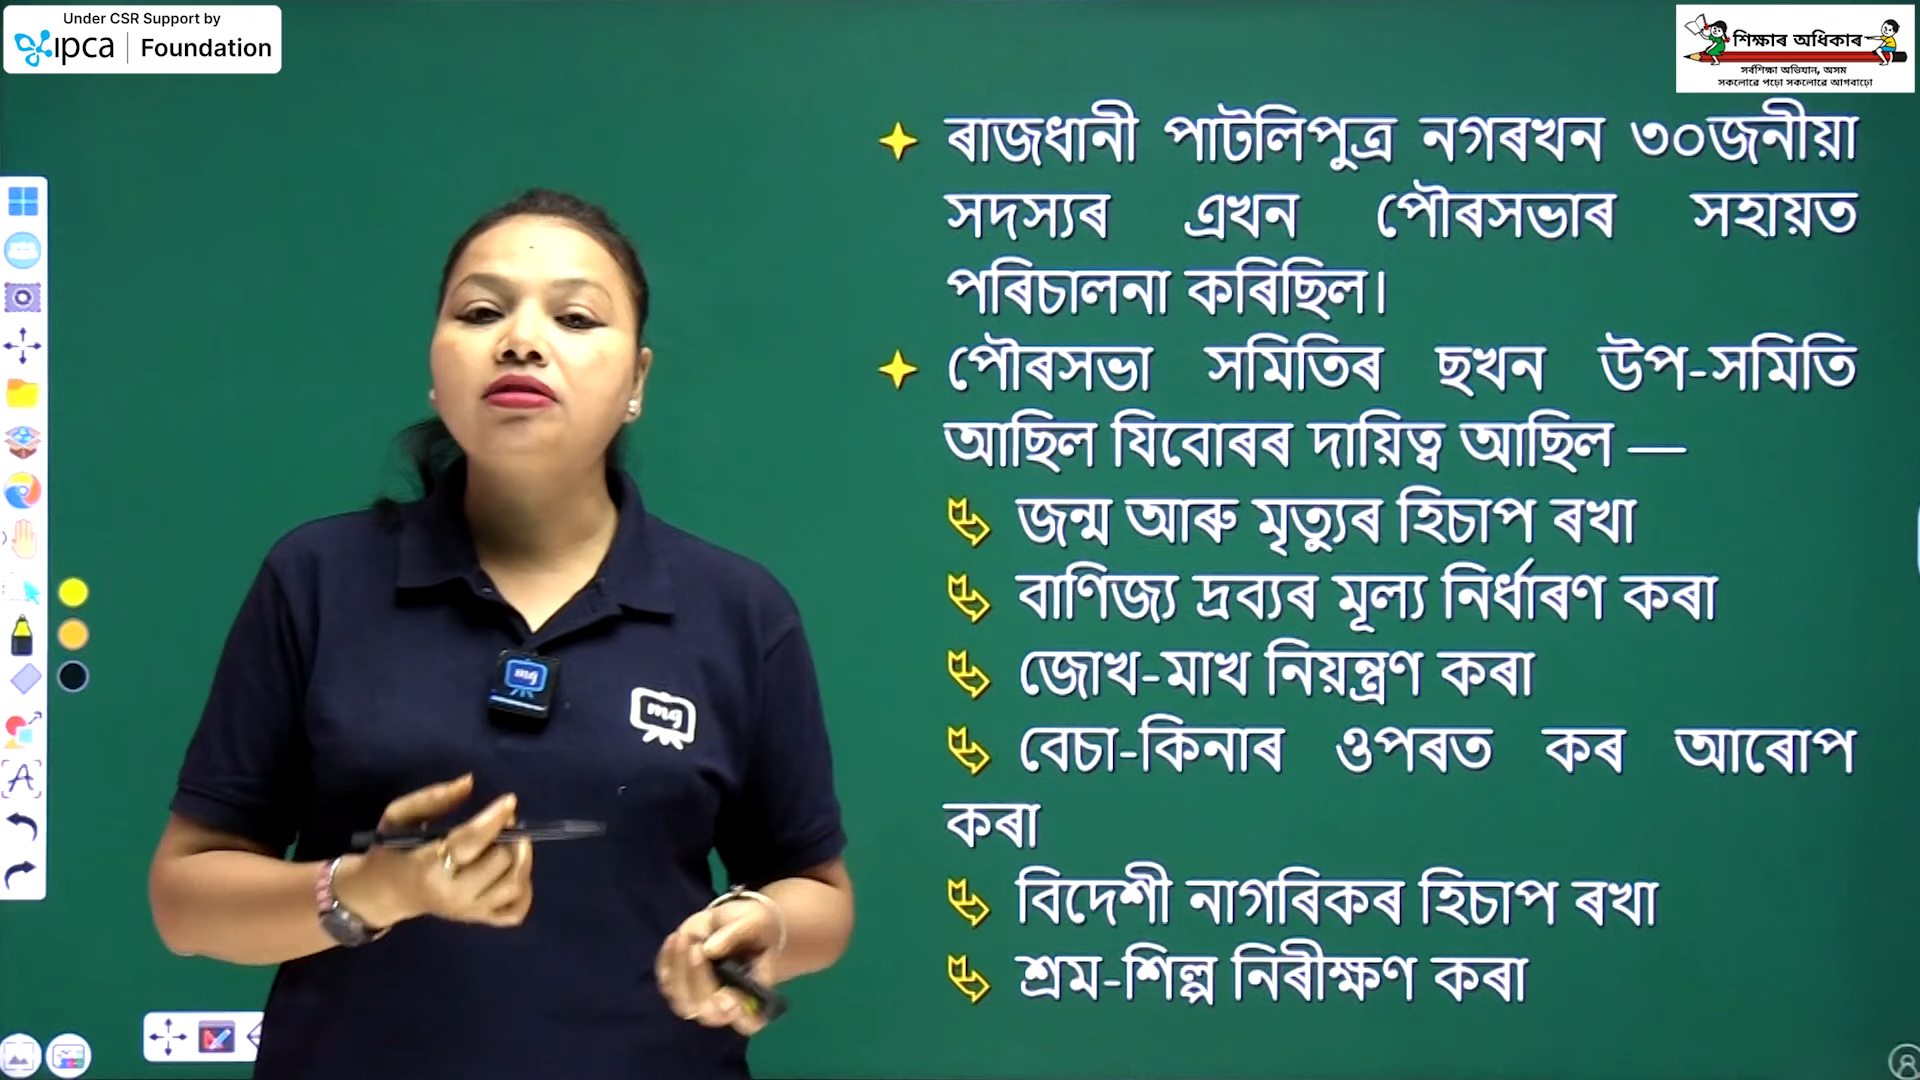 Under CSR Support by
ipca Foundation
শিক্ষাৰ অধিকাৰ
সৰ্বশিক্ষা অভিযান, অসম
সকলোৱে পঢ়ো সকলোৱে আগবাঢ়ো
ৰাজধানী পাটলিপুত্ৰ নগৰখন ৩০জনীয়া
সদস্যৰ এখন পৌৰসভাৰ সহায়ত
পৰিচালনা কৰিছিল।
পৌৰসভা সমিতিৰ ছখন উপ-সমিতি
আছিল যিবোৰৰ দায়িত্ব আছিল —
জন্ম আৰু মৃত্যুৰ হিচাপ ৰখা
বাণিজ্য দ্ৰব্যৰ মূল্য নিৰ্ধাৰণ কৰা
জোখ-মাখ নিয়ন্ত্ৰণ কৰা
বেচা-কিনাৰ ওপৰত কৰ আৰোপ
কৰা
বিদেশী নাগৰিকৰ হিচাপ ৰখা
শ্ৰম-শিল্প নিৰীক্ষণ কৰা
mg
mg